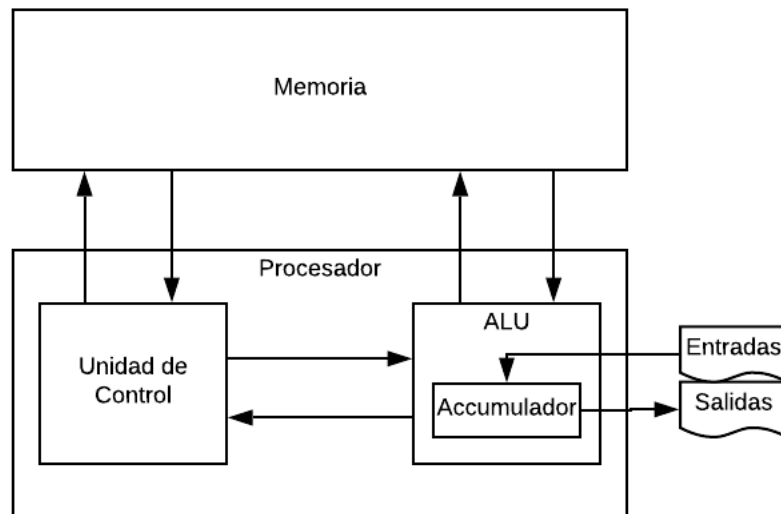 Memoria
Procesador
Unidad de
Control
ALU
Accumulador
Entradas
Salidas